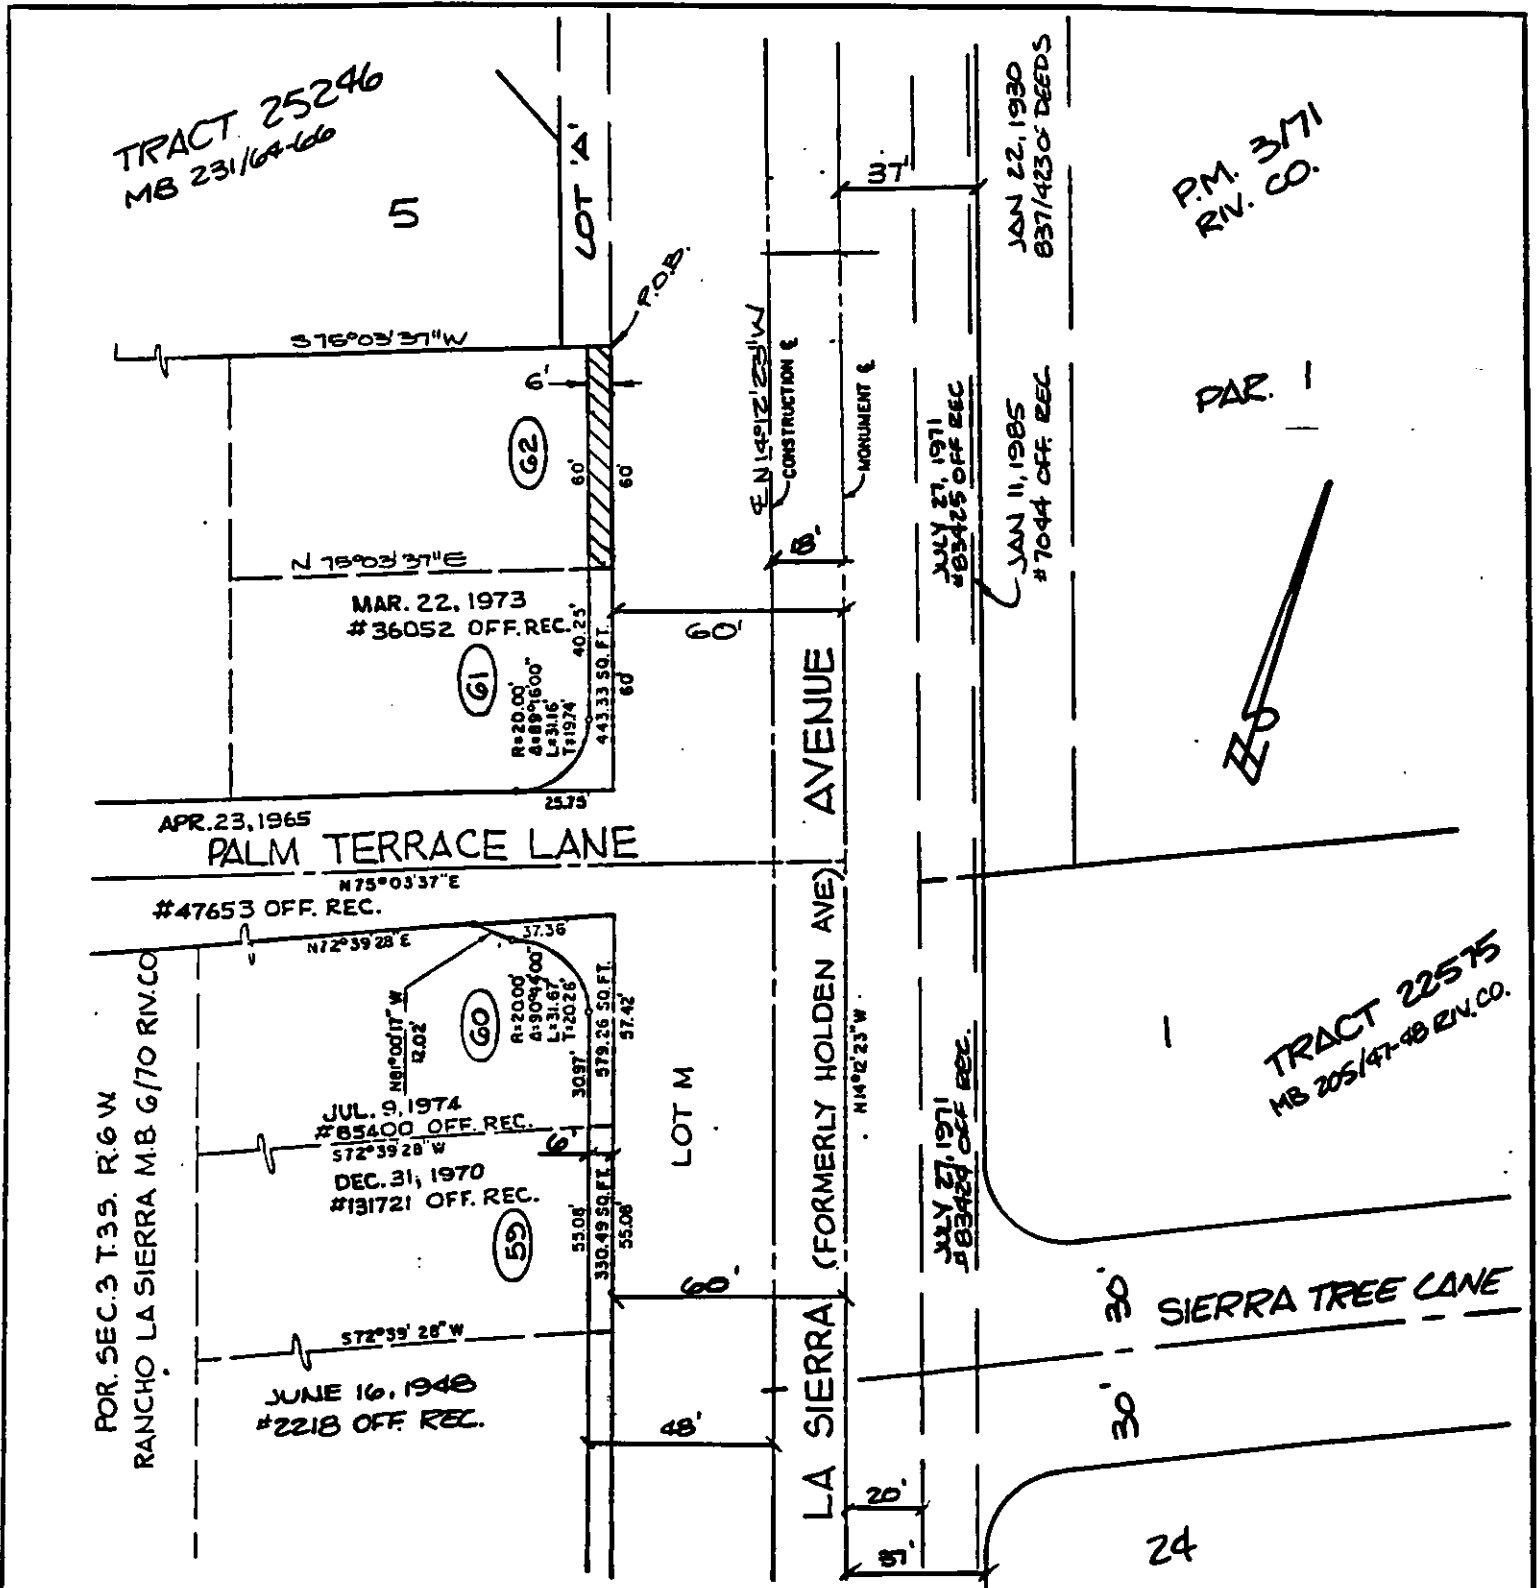 TRACT 25246
MB 231/64-66
5
LOT 'A'
P.O.B.
S75°03'37"W
6'
62
60'
60'
N 75°03'37"E
MAR. 22, 1973
#36052 OFF. REC.
61
R=20.00'
Δ=89°16'00"
L=31.16'
T=19.74'
40.25'
443.33 SQ. FT.
60'
25.75'
APR. 23, 1965
PALM TERRACE LANE
N75°03'37"E
#47653 OFF. REC.
N72°39'28"E
37.36
N81°00'17"W
12.02'
60
R=20.00'
Δ=90°44'00"
L=31.67'
T=20.26'
30.97'
579.26 SQ. FT.
57.42'
JUL. 9, 1974
#85400 OFF. REC.
S72°39'28"W
6'
DEC. 31, 1970
#131721 OFF. REC.
59
55.08'
330.49 SQ. FT.
55.08'
S72°39'28"W
JUNE 16, 1948
#2218 OFF. REC.
POR. SEC. 3 T.3S. R.6 W.
RANCHO LA SIERRA M.B. 6/70 RIV. CO.
LOT M
60'
48'
℄ N14°12'23"W
CONSTRUCTION ℄
MONUMENT ℄
18'
60'
37'
LA SIERRA (FORMERLY HOLDEN AVE) AVENUE
N14°12'23"W
20'
37'
JAN 22, 1930
837/423 OF DEEDS
JULY 27, 1971
#83425 OFF REC
JAN 11, 1985
#7044 OFF. REC.
JULY 27, 1971
#83424 OFF REC.
P.M. 3/71
RIV. CO.
PAR. 1
1
TRACT 22575
MB 205/47-48 RIV. CO.
30'
SIERRA TREE LANE
30'
24